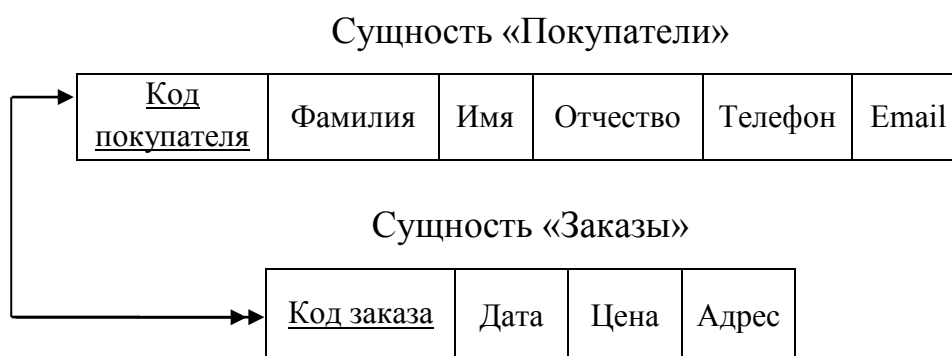 Сущность «Покупатели»
Код покупателя Фамилия Имя Отчество Телефон Email
Сущность «Заказы»
Код заказа Дата Цена Адрес